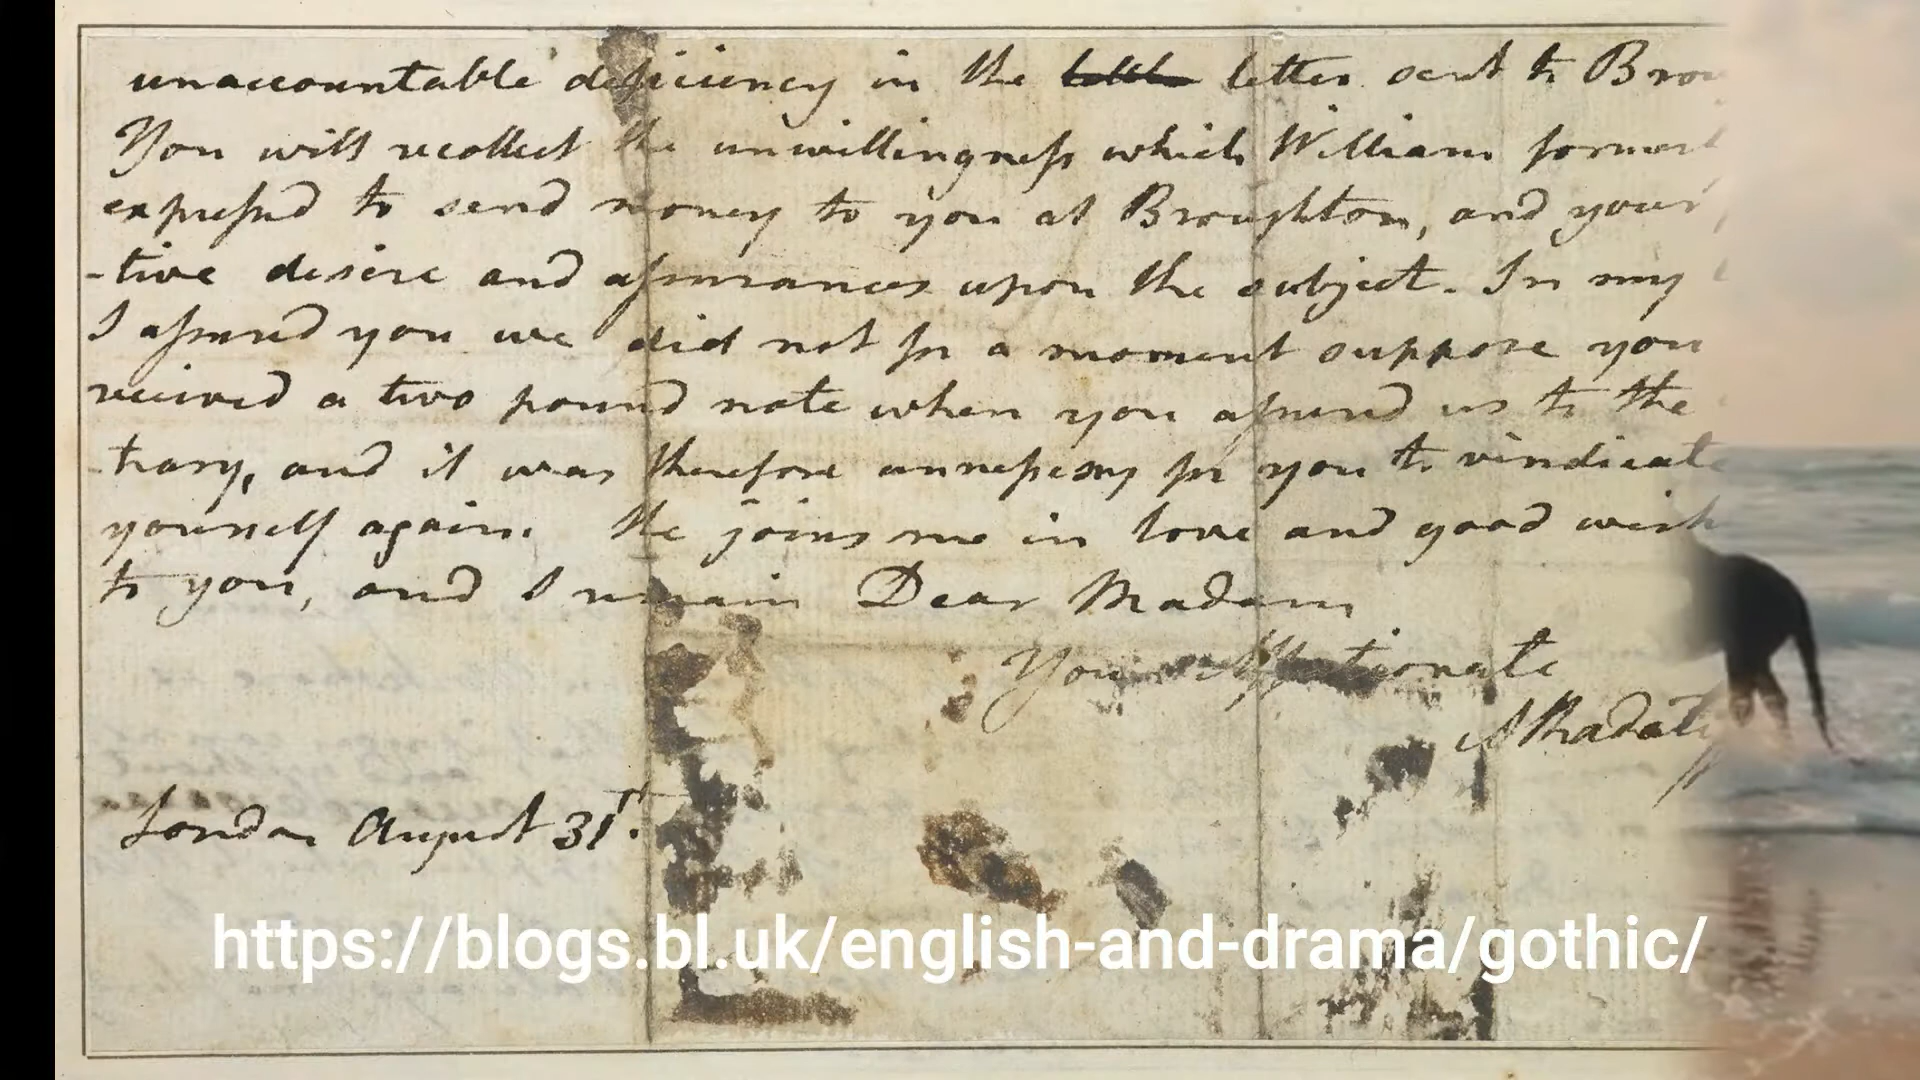 unaccountable deficiency in the letter sent to Brou
You will recollect the unwillingness which William formerl
expressed to send money to you at Broughton, and your
-tive desire and assurances upon the subject. In my
I assured you we did not for a moment suppose you
received a two pound note when you assured us to the
-trary, and it was therefore unnecessary for you to vindicate
yourself again. He joins me in love and good wish
to you, and I remain Dear Madam
Your Affectionate
A Radcliffe
London August 31st.
https://blogs.bl.uk/english-and-drama/gothic/